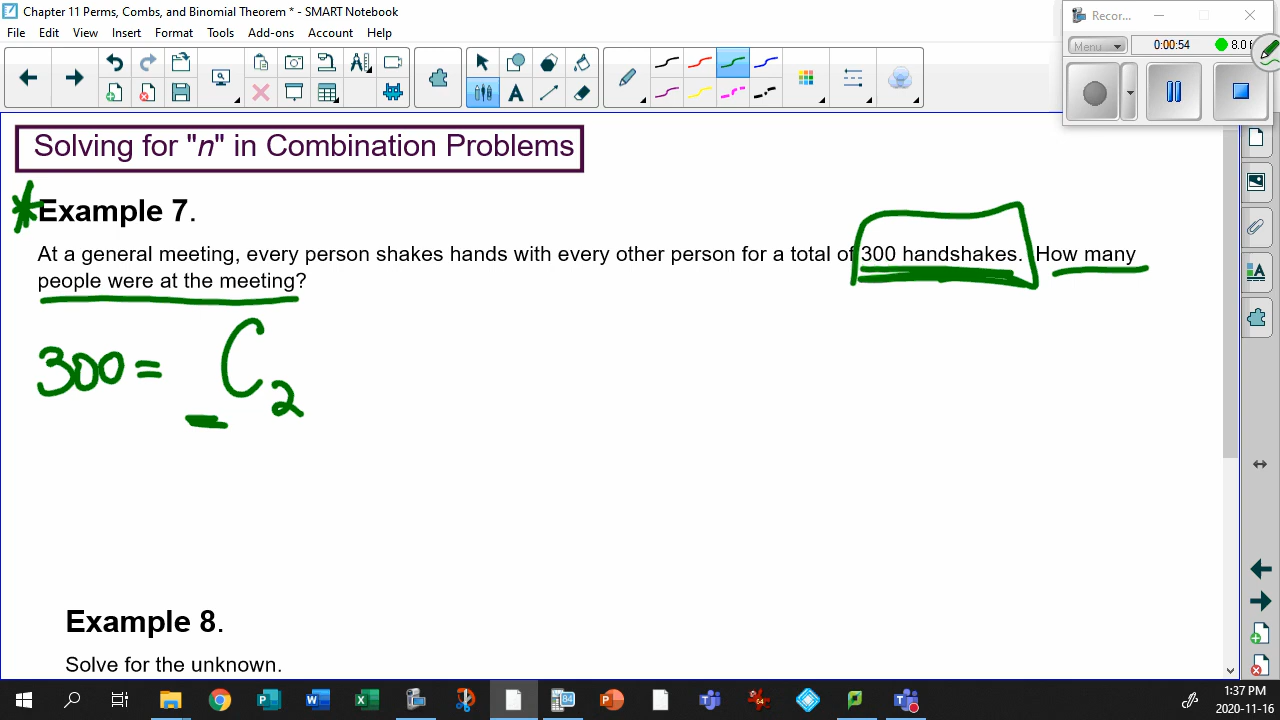 Chapter 11 Perms, Combs, and Binomial Theorem * - SMART Notebook
File Edit View Insert Format Tools Add-ons Account Help
Recor...
Menu 0:00:54
Solving for "n" in Combination Problems
*Example 7.
At a general meeting, every person shakes hands with every other person for a total of 300 handshakes. How many
people were at the meeting?
300 = _C2
Example 8.
Solve for the unknown.
1:37 PM
2020-11-16